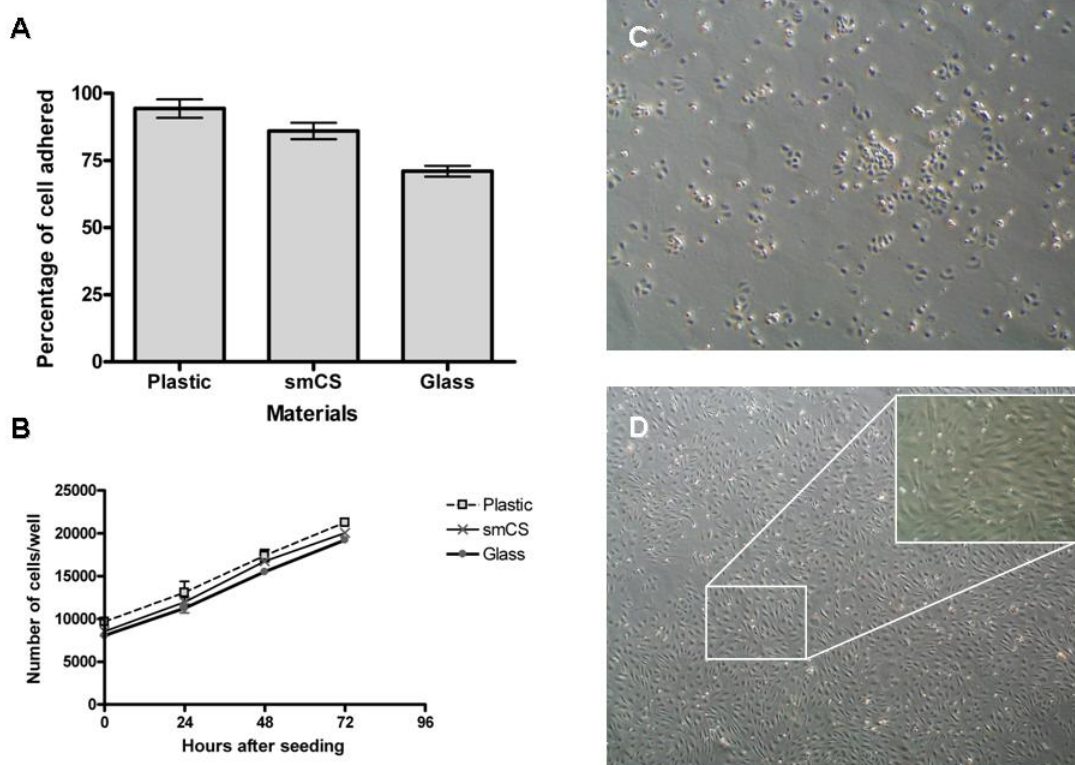 A
Percentage of cell adhered
100
75
50
25
0
Plastic smCS Glass
Materials
B
Number of cells/well
25000
20000
15000
10000
5000
0
0 24 48 72 96
Hours after seeding
Plastic
smCS
Glass
C
D